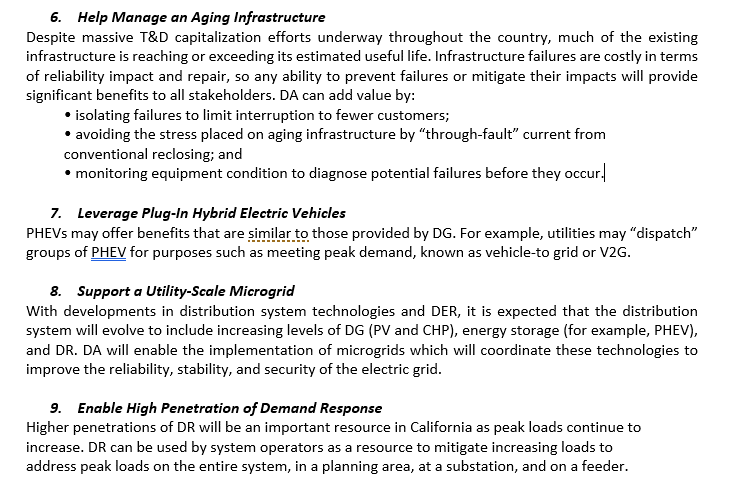 6. Help Manage an Aging Infrastructure
Despite massive T&D capitalization efforts underway throughout the country, much of the existing
infrastructure is reaching or exceeding its estimated useful life. Infrastructure failures are costly in terms
of reliability impact and repair, so any ability to prevent failures or mitigate their impacts will provide
significant benefits to all stakeholders. DA can add value by:
• isolating failures to limit interruption to fewer customers;
• avoiding the stress placed on aging infrastructure by “through-fault” current from
conventional reclosing; and
• monitoring equipment condition to diagnose potential failures before they occur.
7. Leverage Plug-In Hybrid Electric Vehicles
PHEVs may offer benefits that are similar to those provided by DG. For example, utilities may “dispatch”
groups of PHEV for purposes such as meeting peak demand, known as vehicle-to grid or V2G.
8. Support a Utility-Scale Microgrid
With developments in distribution system technologies and DER, it is expected that the distribution
system will evolve to include increasing levels of DG (PV and CHP), energy storage (for example, PHEV),
and DR. DA will enable the implementation of microgrids which will coordinate these technologies to
improve the reliability, stability, and security of the electric grid.
9. Enable High Penetration of Demand Response
Higher penetrations of DR will be an important resource in California as peak loads continue to
increase. DR can be used by system operators as a resource to mitigate increasing loads to
address peak loads on the entire system, in a planning area, at a substation, and on a feeder.